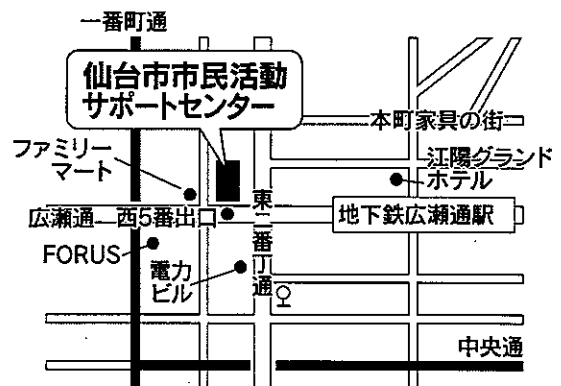 一番町通
仙台市市民活動
サポートセンター
本町家具の街
ファミリー
マート
江陽グランド
ホテル
広瀬通
西5番出口
東二番丁通
地下鉄広瀬通駅
FORUS
電力
ビル
中央通